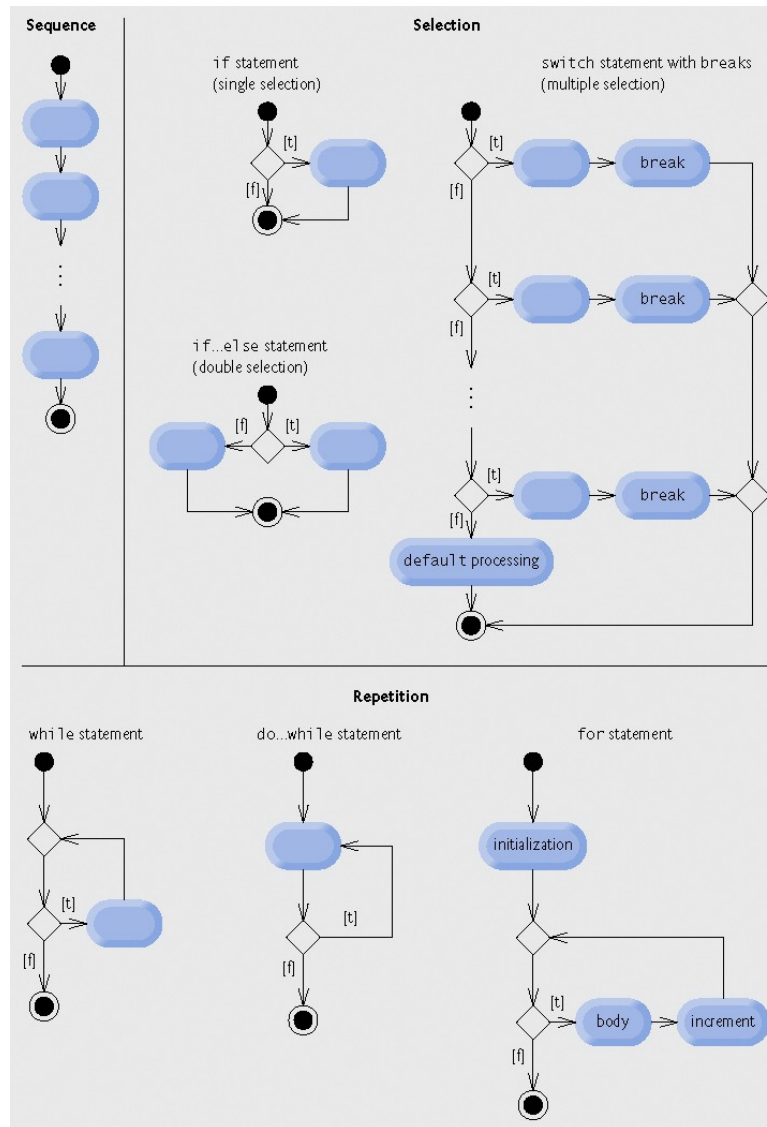 Sequence
Selection
if statement
(single selection)
[t]
[f]
switch statement with breaks
(multiple selection)
[t]
break
[f]
[t]
break
[f]
[t]
break
[f]
default processing
if...else statement
(double selection)
[f]
[t]
Repetition
while statement
[t]
[f]
do...while statement
[t]
[f]
for statement
initialization
[t]
body
increment
[f]